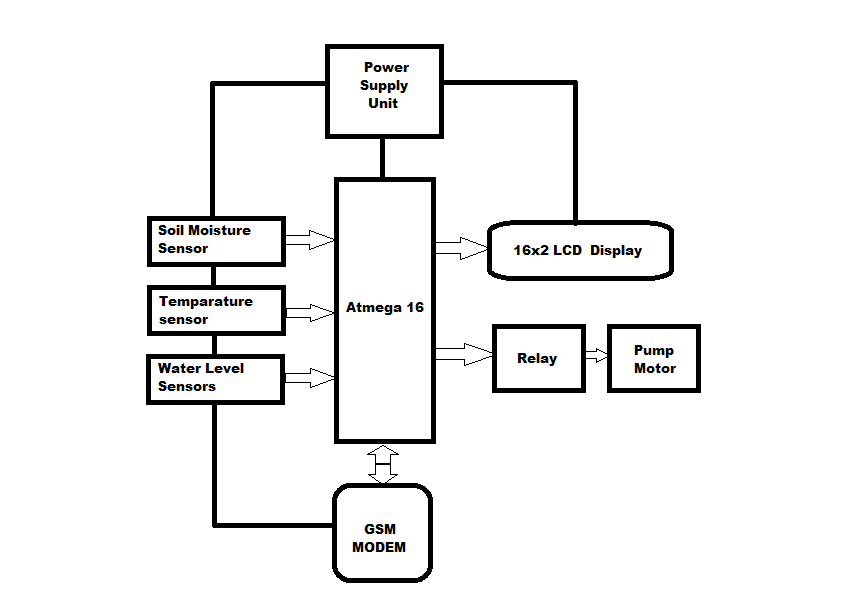 Power
Supply
Unit
Soil Moisture
Sensor
Temparature
sensor
Water Level
Sensors
Atmega 16
16x2 LCD Display
Relay
Pump
Motor
GSM
MODEM